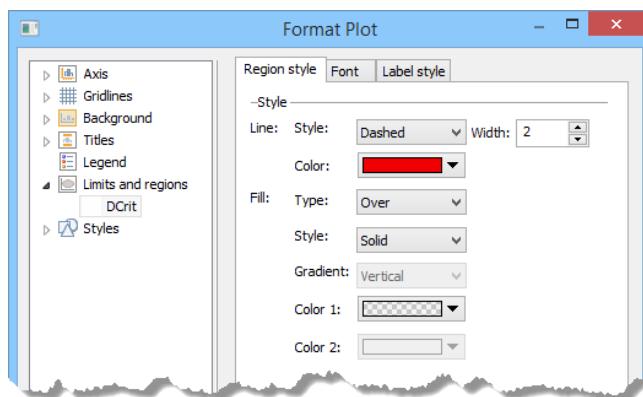 Format Plot
Axis
Gridlines
Background
Titles
Legend
Limits and regions
DCrit
Styles
Region style Font Label style
Style
Line: Style: Dashed Width: 2
Color:
Fill: Type: Over
Style: Solid
Gradient: Vertical
Color 1:
Color 2: